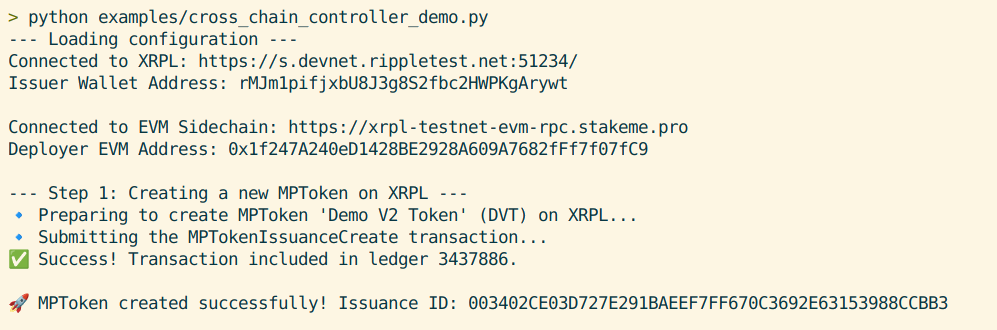 > python examples/cross_chain_controller_demo.py
--- Loading configuration ---
Connected to XRPL: https://s.devnet.rippletest.net:51234/
Issuer Wallet Address: rMJm1pifjxbU8J3g8S2fbc2HWPKgArywt
Connected to EVM Sidechain: https://xrpl-testnet-evm-rpc.stakeme.pro
Deployer EVM Address: 0x1f247A240eD1428BE2928A609A7682fFf7f07fC9
--- Step 1: Creating a new MPToken on XRPL ---
🔹 Preparing to create MPToken 'Demo V2 Token' (DVT) on XRPL...
🔹 Submitting the MPTokenIssuanceCreate transaction...
✅ Success! Transaction included in ledger 3437886.
🚀 MPToken created successfully! Issuance ID: 003402CE03D727E291BAEEF7FF670C3692E63153988CCBB3